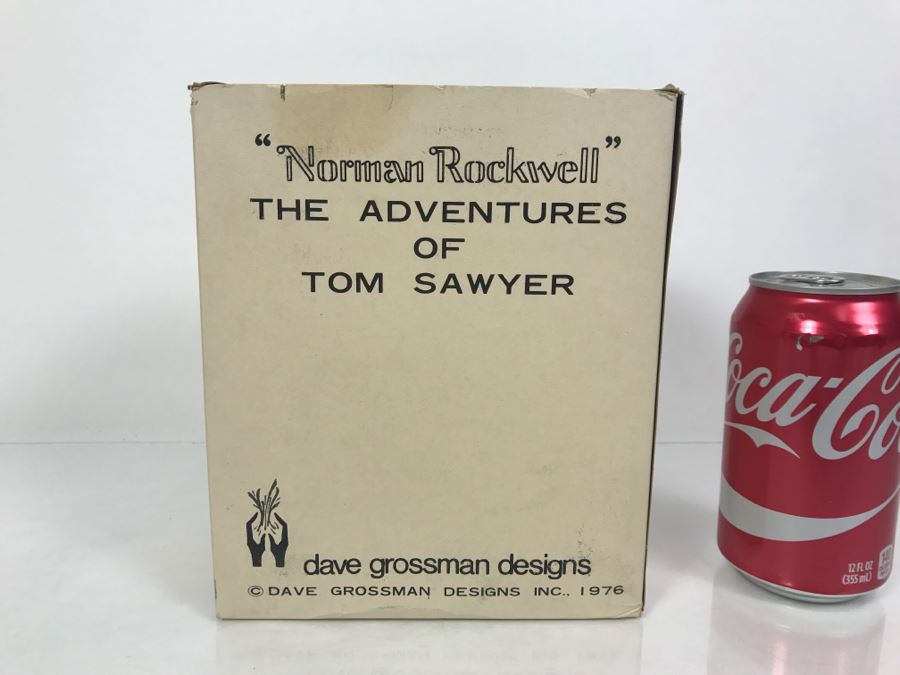 “Norman Rockwell”
THE ADVENTURES
OF
TOM SAWYER
dave grossman designs
© DAVE GROSSMAN DESIGNS INC., 1976
Coca-Co
12 FL OZ
(355 mL)